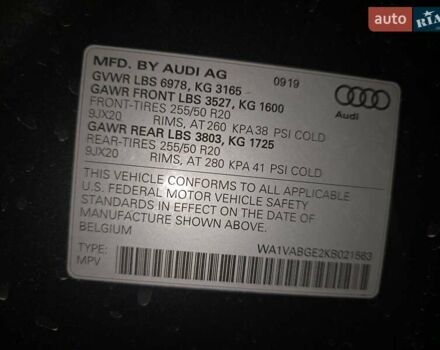 auto RIA.com
MFD. BY AUDI AG 0919
GVWR LBS 6978, KG 3165
GAWR FRONT LBS 3527, KG 1600
FRONT-TIRES 255/50 R20
9JX20 RIMS, AT 260 KPA 38 PSI COLD
GAWR REAR LBS 3803, KG 1725
REAR-TIRES 255/50 R20
9JX20 RIMS, AT 280 KPA 41 PSI COLD
Audi
THIS VEHICLE CONFORMS TO ALL APPLICABLE
U.S. FEDERAL MOTOR VEHICLE SAFETY
STANDARDS IN EFFECT ON THE DATE OF
MANUFACTURE SHOWN ABOVE.
BELGIUM
TYPE: WA1VABGE2KB021563
MPV